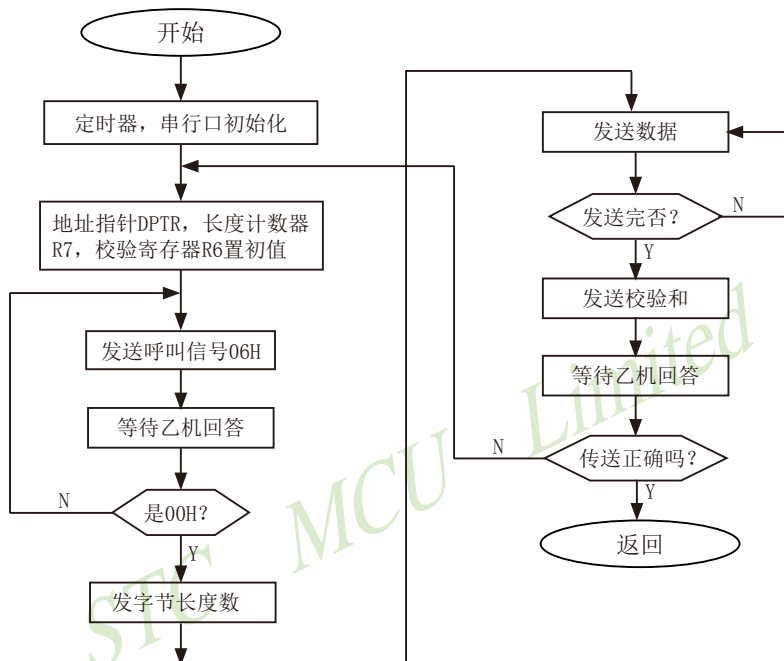 开始
定时器，串行口初始化
地址指针DPTR，长度计数器
R7，校验寄存器R6置初值
发送呼叫信号06H
等待乙机回答
是00H？
N
Y
发字节长度数
发送数据
发送完否？
N
Y
发送校验和
等待乙机回答
传送正确吗？
N
Y
返回
STC MCU Limited